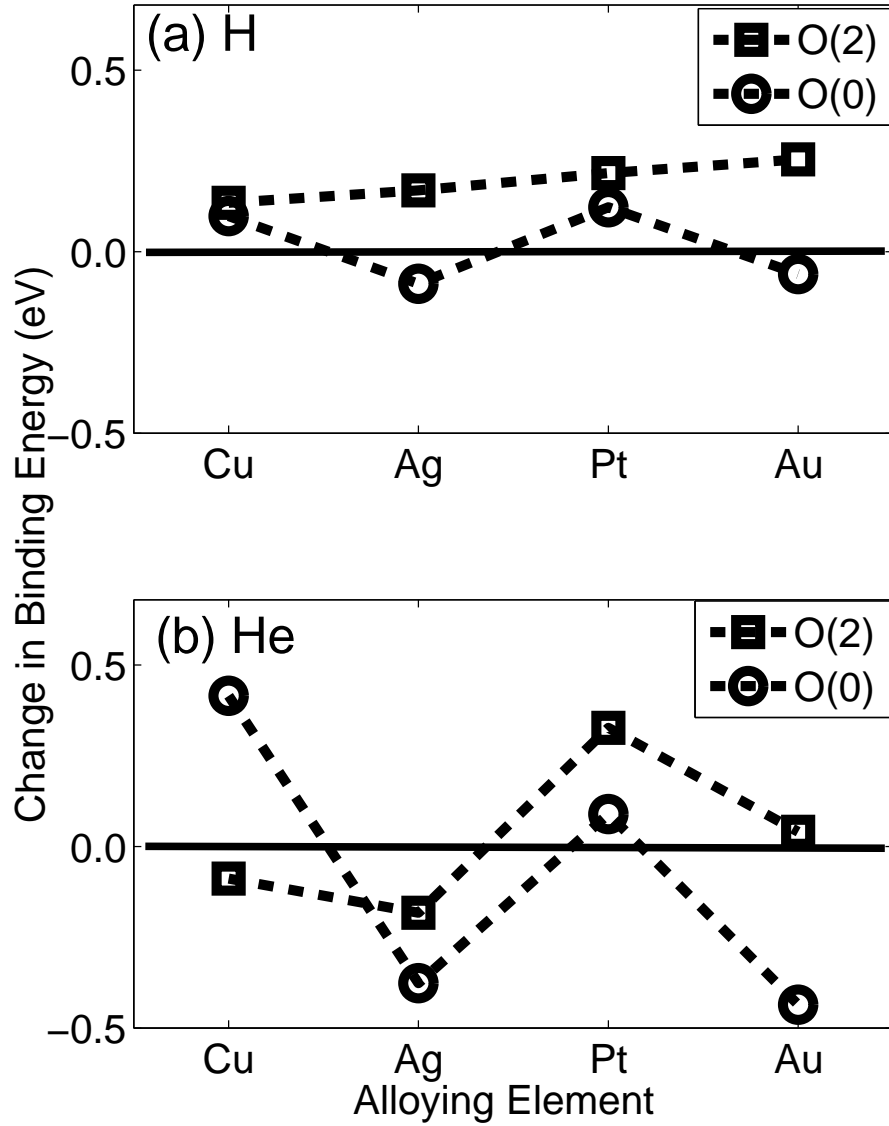 (a) H
O(2)
O(0)
0.5
0.0
−0.5
Cu Ag Pt Au
Change in Binding Energy (eV)
(b) He
O(2)
O(0)
0.5
0.0
−0.5
Cu Ag Pt Au
Alloying Element